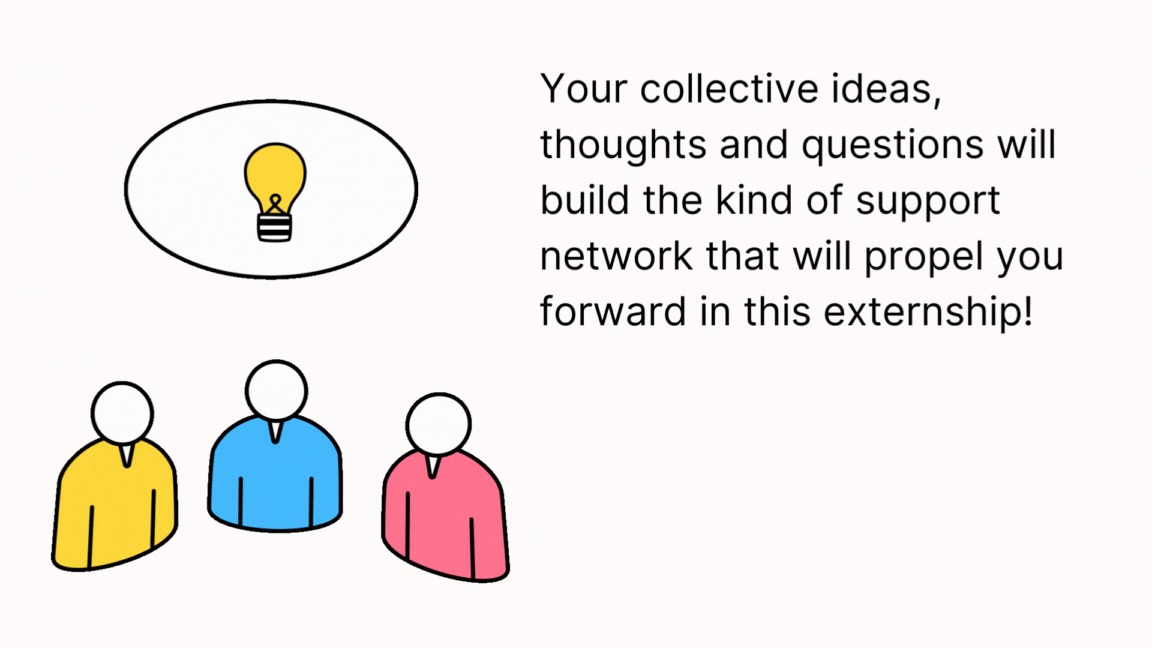 Your collective ideas,
thoughts and questions will
build the kind of support
network that will propel you
forward in this externship!